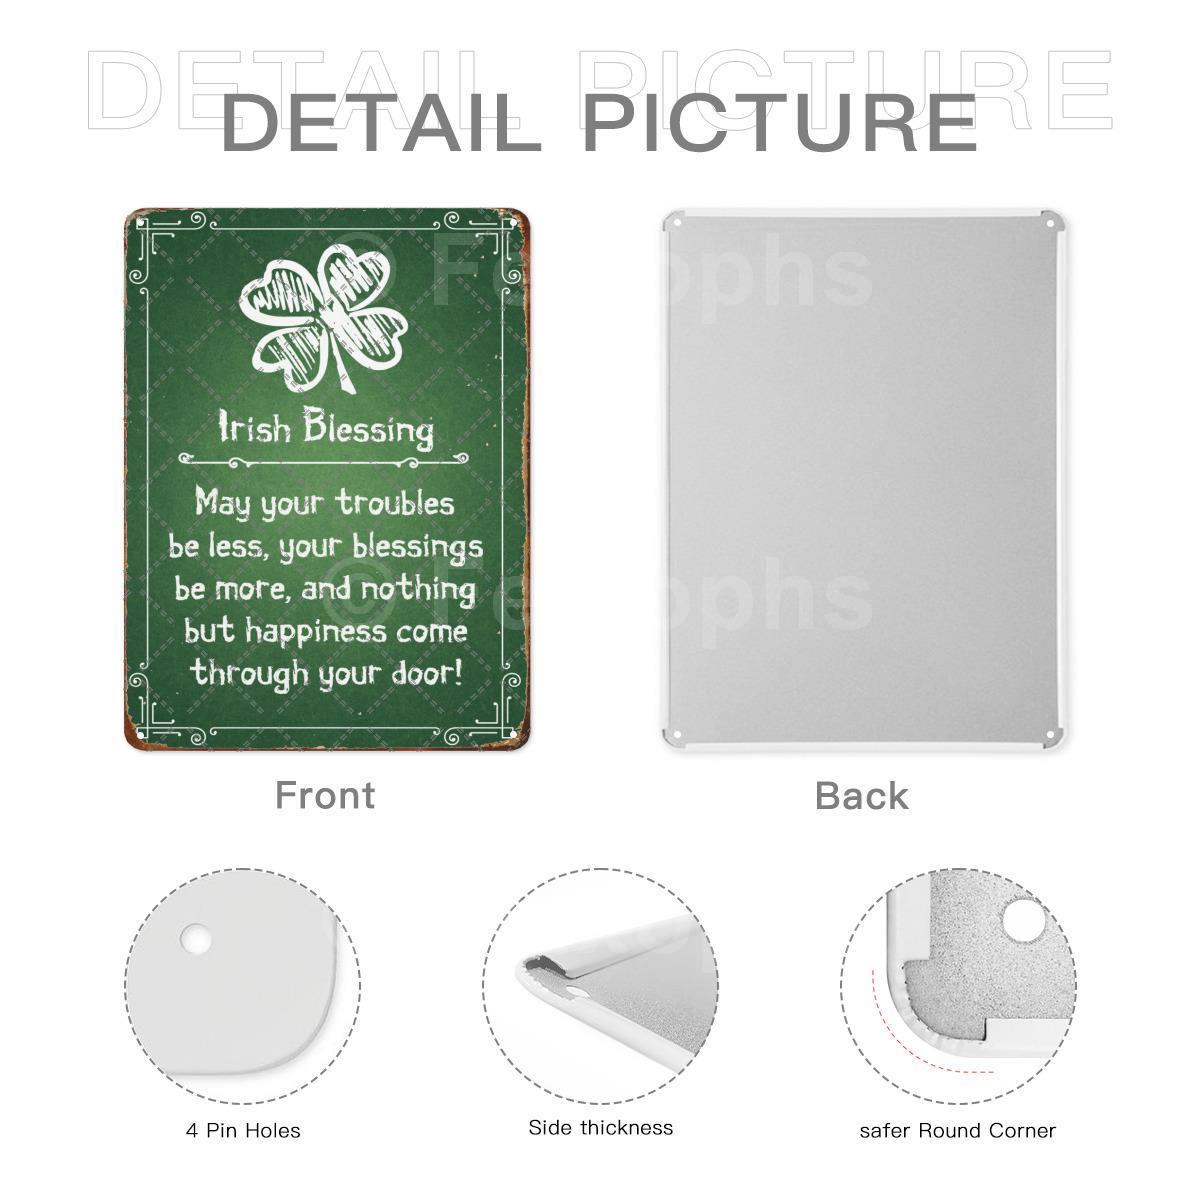 DETAIL PICTURE
DETAIL PICTURE
Irish Blessing
May your troubles
be less, your blessings
be more, and nothing
but happiness come
through your door!
Front
Back
4 Pin Holes
Side thickness
safer Round Corner